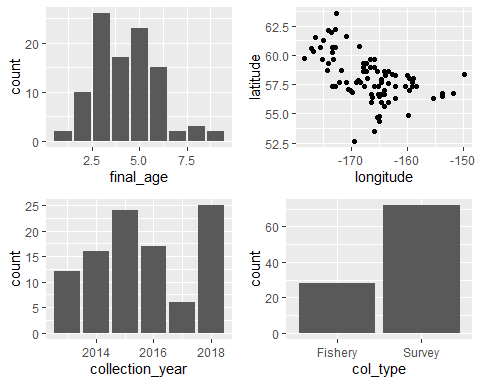 count
20
10
0
2.5 5.0 7.5
final_age
latitude
62.5
60.0
57.5
55.0
52.5
-170 -160 -150
longitude
count
25
20
15
10
5
0
2014 2016 2018
collection_year
count
60
40
20
0
Fishery Survey
col_type